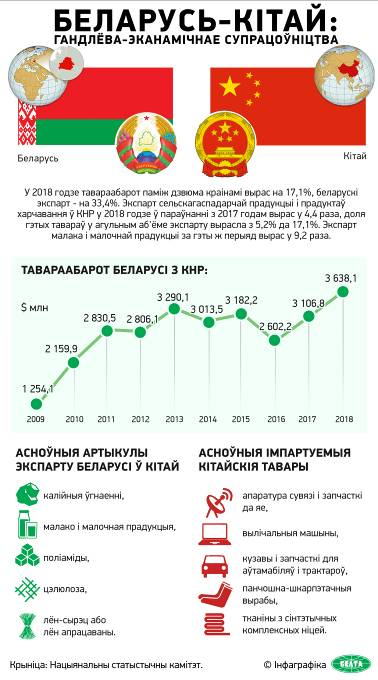 БЕЛАРУСЬ-КІТАЙ:
ГАНДЛЁВА-ЭКАНАМІЧНАЕ СУПРАЦОЎНІЦТВА
Беларусь
Кітай
У 2018 годзе тавараабарот паміж дзвюма краінамі вырас на 17,1%, беларускі
экспарт - на 33,4%. Экспарт сельскагаспадарчай прадукцыі і прадуктаў
харчавання ў КНР у 2018 годзе ў параўнанні з 2017 годам вырас у 4,4 раза, доля
гэтых тавараў у агульным аб'ёме экспарту вырасла з 5,2% да 17,1%. Экспарт
малака і малочнай прадукцыі за гэты ж перыяд вырас у 9,2 раза.
ТАВАРААБАРОТ БЕЛАРУСІ З КНР:
$ млн
1 254,1
2 159,9
2 830,5
2 806,1
3 290,1
3 013,5
3 182,2
2 602,2
3 106,8
3 638,1
2009 2010 2011 2012 2013 2014 2015 2016 2017 2018
АСНОЎНЫЯ АРТЫКУЛЫ
ЭКСПАРТУ БЕЛАРУСІ Ў КІТАЙ
калійныя ўгнаенні,
малако і малочная прадукцыя,
поліаміды,
цэлюлоза,
лён-сырэц або
лён апрацаваны.
АСНОЎНЫЯ ІМПАРТУЕМЫЯ
КІТАЙСКІЯ ТАВАРЫ
апаратура сувязі і запчасткі
да яе,
вылічальныя машыны,
кузавы і запчасткі для
аўтамабіляў і трактароў,
панчошна-шкарпэтачныя
вырабы,
тканіны з сінтэтычных
комплексных ніцей.
Крыніца: Нацыянальны статыстычны камітэт.
© Інфаграфіка
БЕЛТА